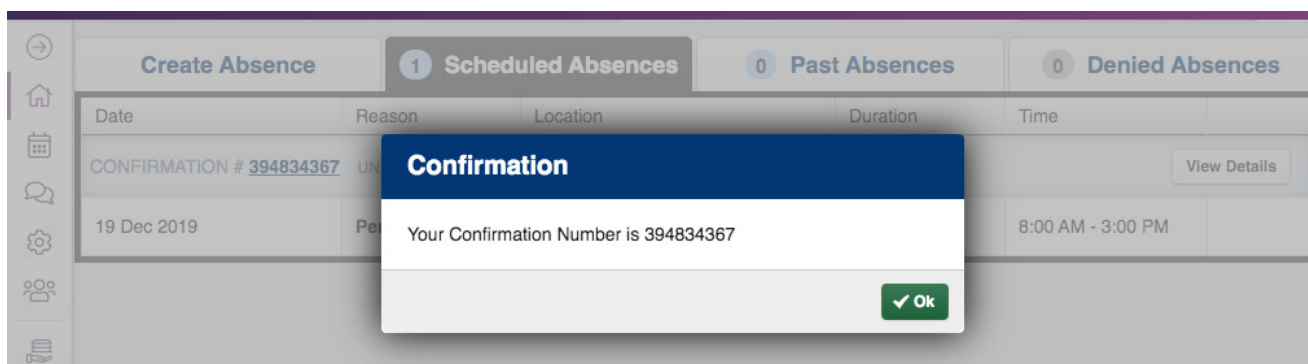 Create Absence
1 Scheduled Absences
0 Past Absences
0 Denied Absences
Date Reason Location Duration Time
CONFIRMATION # 394834367
View Details
19 Dec 2019
8:00 AM - 3:00 PM
Confirmation
Your Confirmation Number is 394834367
Ok